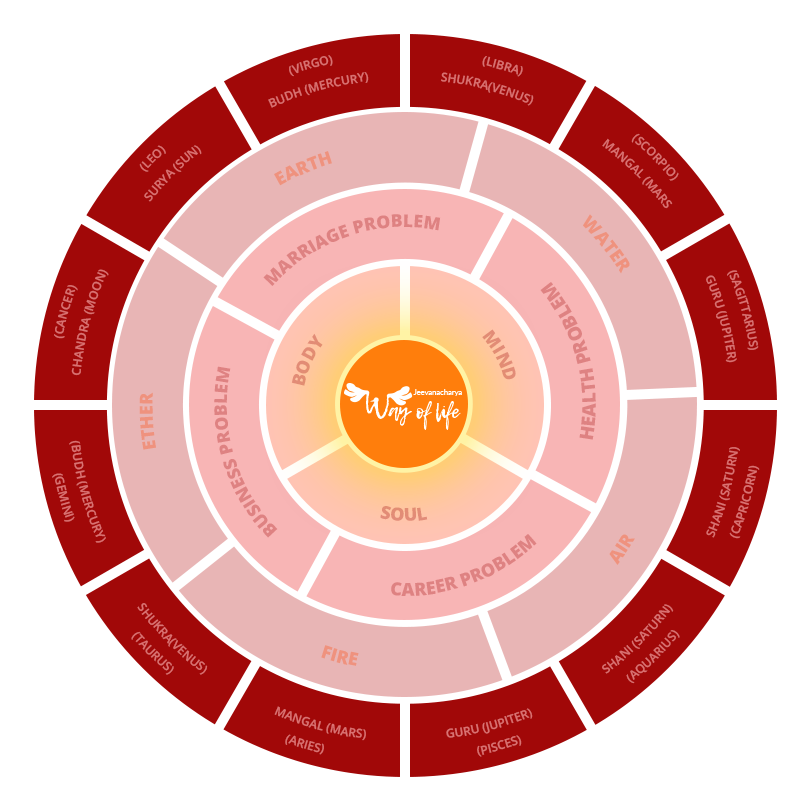 (VIRGO)
BUDH (MERCURY)
(LIBRA)
SHUKRA(VENUS)
(SCORPIO)
MANGAL (MARS
(SAGITTARIUS)
GURU (JUPITER)
SHANI (SATURN)
(CAPRICORN)
SHANI (SATURN)
(AQUARIUS)
GURU (JUPITER)
(PISCES)
MANGAL (MARS)
(ARIES)
SHUKRA(VENUS)
(TAURUS)
(BUDH (MERCURY)
(GEMINI)
(CANCER)
CHANDRA (MOON)
(LEO)
SURYA (SUN)
EARTH
WATER
AIR
FIRE
ETHER
MARRIAGE PROBLEM
HEALTH PROBLEM
CAREER PROBLEM
BUSINESS PROBLEM
BODY
MIND
SOUL
Jeevanacharya
Way of life